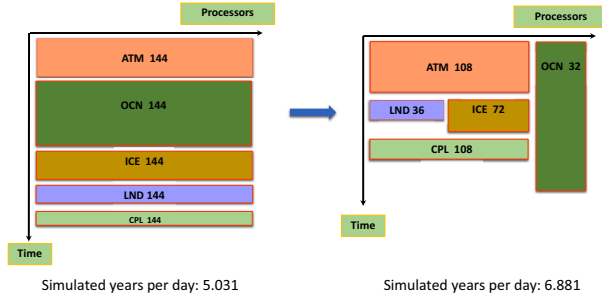 Processors
ATM 144
OCN 144
ICE 144
LND 144
CPL 144
Time
Simulated years per day: 5.031
Processors
ATM 108
OCN 32
LND 36
ICE 72
CPL 108
Time
Simulated years per day: 6.881